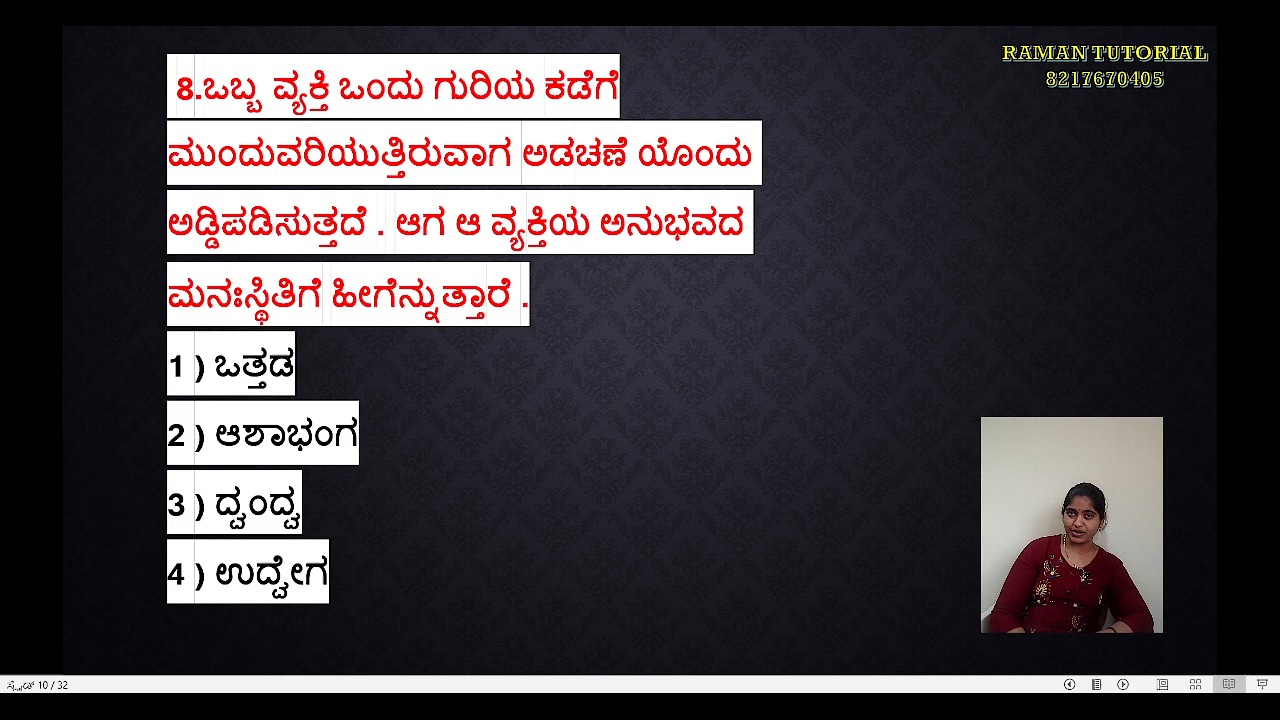 RAMAN TUTORIAL
8217670405
8.ಒಬ್ಬ ವ್ಯಕ್ತಿ ಒಂದು ಗುರಿಯ ಕಡೆಗೆ
ಮುಂದುವರಿಯುತ್ತಿರುವಾಗ ಅಡಚಣೆ ಯೊಂದು
ಅಡ್ಡಿಪಡಿಸುತ್ತದೆ . ಆಗ ಆ ವ್ಯಕ್ತಿಯ ಅನುಭವದ
ಮನಃಸ್ಥಿತಿಗೆ ಹೀಗೆನ್ನುತ್ತಾರೆ .
1 ) ಒತ್ತಡ
2 ) ಆಶಾಭಂಗ
3 ) ದ್ವಂದ್ವ
4 ) ಉದ್ವೇಗ
ಸ್ಲೈಡ್ 10 / 32